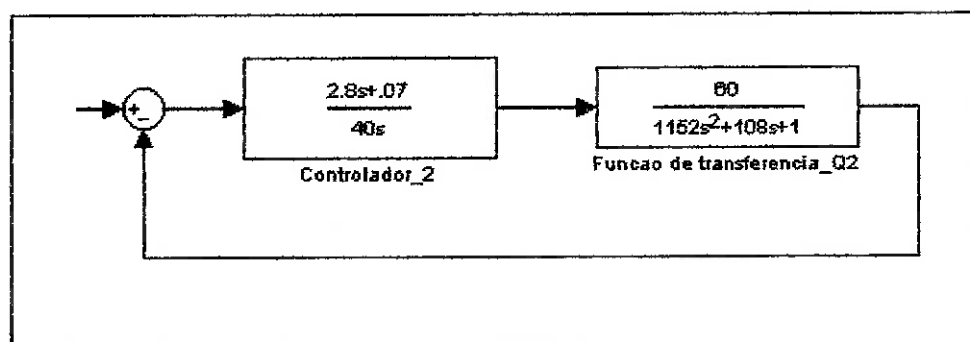 +
-
2.8s+.07
40s
Controlador_2
60
1152s²+108s+1
Funcao de transferencia_Q2